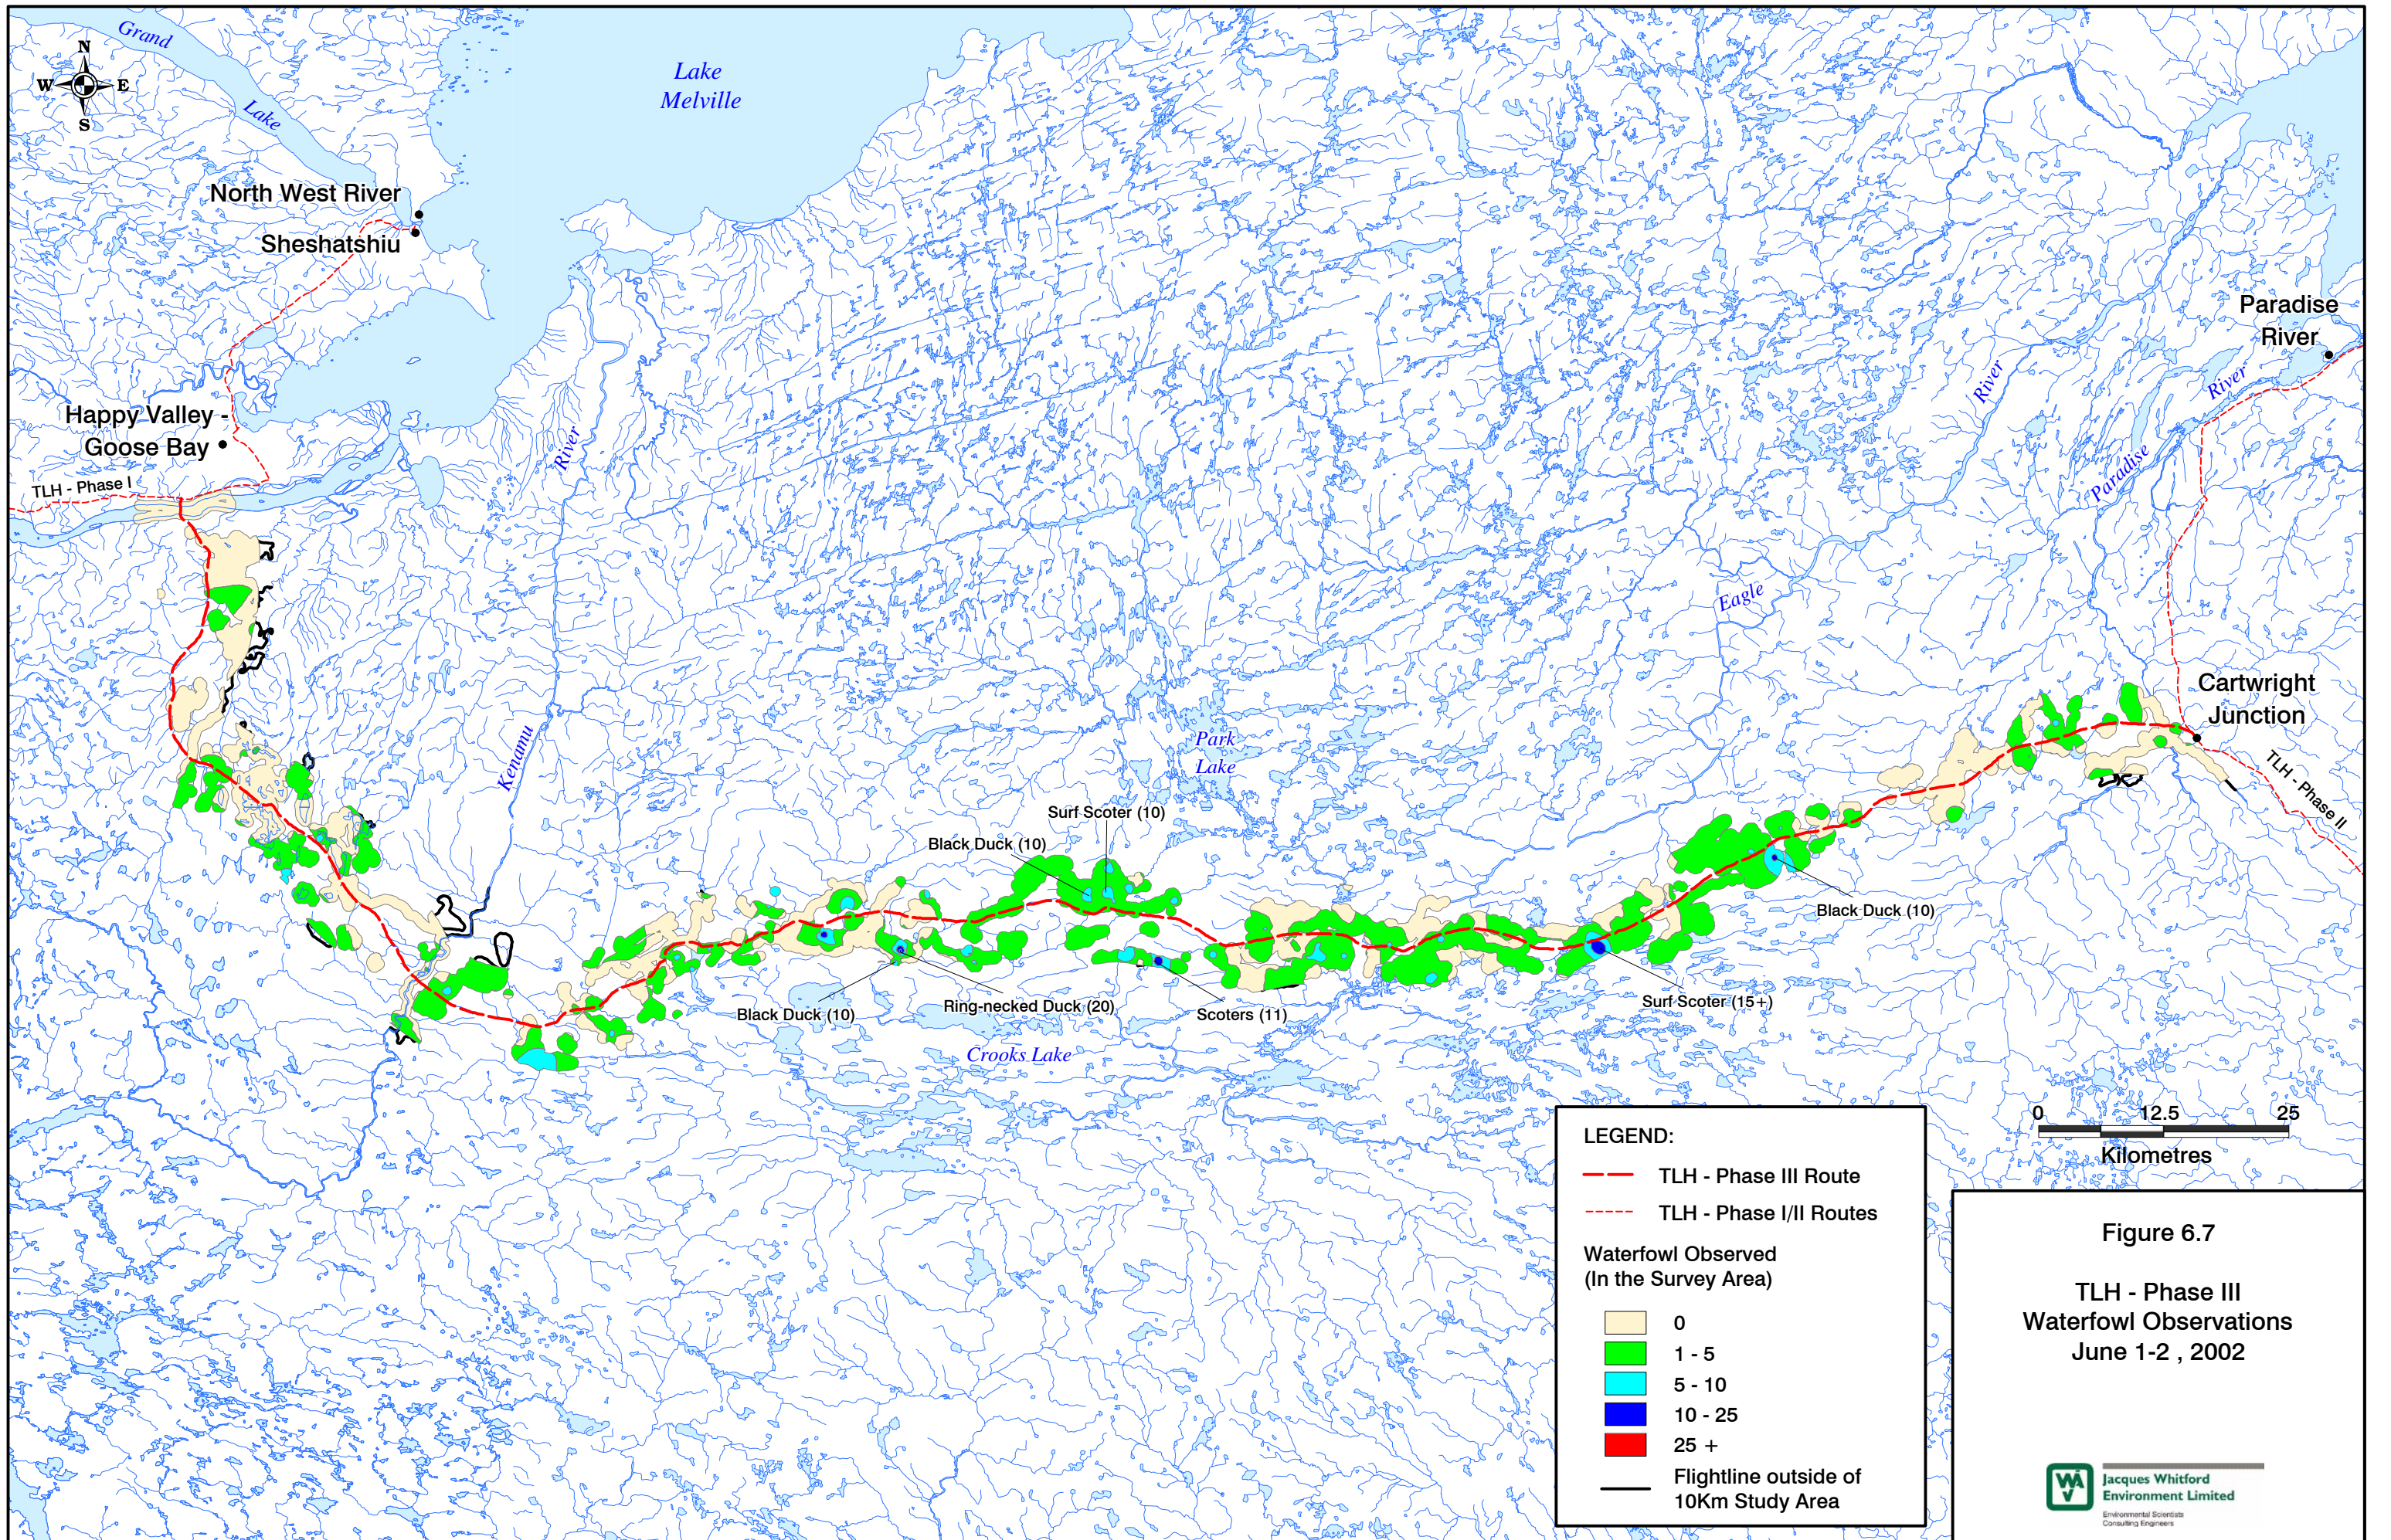 Grand
Lake
N
W
E
S
Lake
Melville
North West River
Sheshatshiu
Happy Valley -
Goose Bay
TLH - Phase I
River
Kenanu
Paradise
River
River
Paradise
River
Eagle
Cartwright
Junction
TLH - Phase II
Park
Lake
Surf Scoter (10)
Black Duck (10)
Black Duck (10)
Black Duck (10)
Ring-necked Duck (20)
Scoters (11)
Surf Scoter (15+)
Crooks Lake
0 12.5 25
Kilometres
LEGEND:
TLH - Phase III Route
TLH - Phase I/II Routes
Waterfowl Observed
(In the Survey Area)
0
1 - 5
5 - 10
10 - 25
25 +
Flightline outside of
10Km Study Area
Figure 6.7
TLH - Phase III
Waterfowl Observations
June 1-2 , 2002
Jacques Whitford
Environment Limited
Environmental Scientists
Consulting Engineers